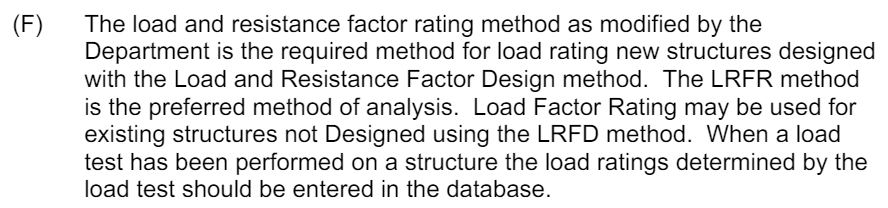 (F) The load and resistance factor rating method as modified by the
Department is the required method for load rating new structures designed
with the Load and Resistance Factor Design method.  The LRFR method
is the preferred method of analysis.  Load Factor Rating may be used for
existing structures not Designed using the LRFD method.  When a load
test has been performed on a structure the load ratings determined by the
load test should be entered in the database.